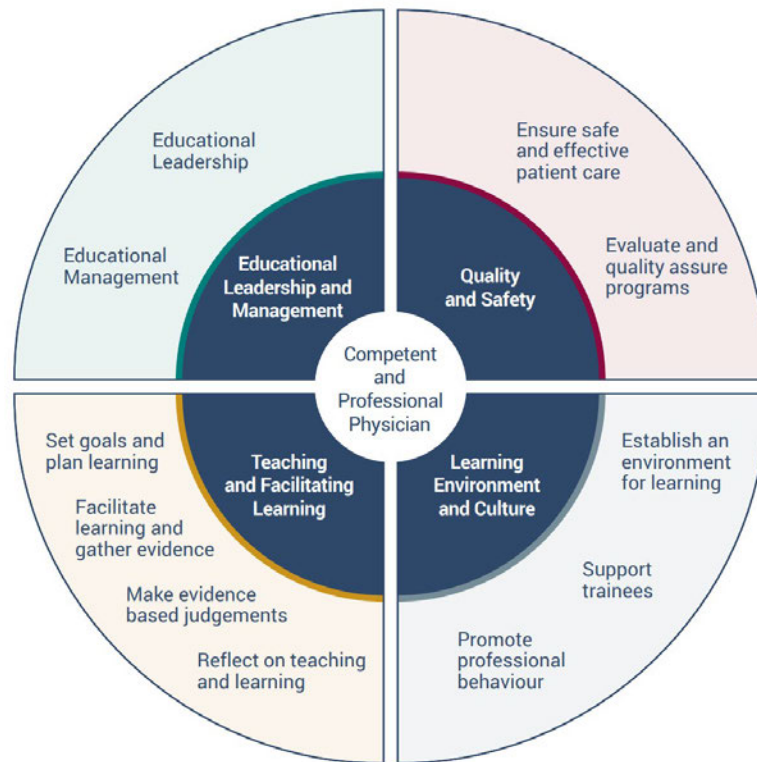 Educational
Leadership
Educational
Management
Educational
Leadership and
Management
Ensure safe
and effective
patient care
Evaluate and
quality assure
programs
Quality
and Safety
Competent
and
Professional
Physician
Set goals and
plan learning
Facilitate
learning and
gather evidence
Make evidence
based judgements
Reflect on teaching
and learning
Teaching
and Facilitating
Learning
Learning
Environment
and Culture
Establish an
environment
for learning
Support
trainees
Promote
professional
behaviour